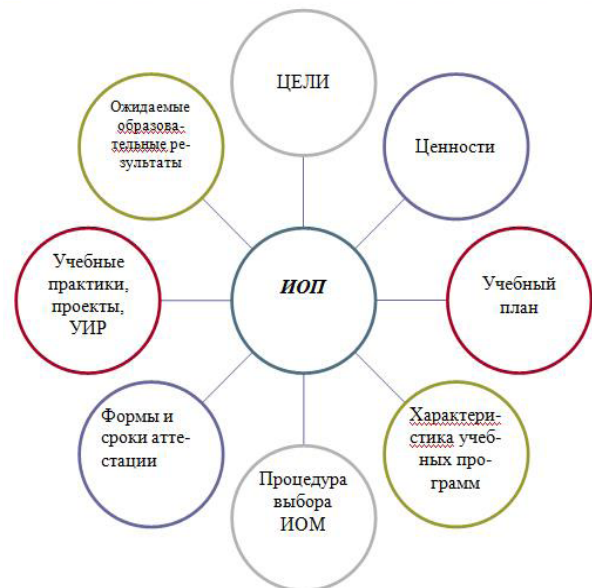 ЦЕЛИ
Ценности
Учебный
план
Характери-
стика учеб-
ных про-
грамм
Процедура
выбора
ИОМ
Формы и
сроки атте-
стации
Учебные
практики,
проекты,
УИР
Ожидаемые
образова-
тельные ре-
зультаты
ИОП